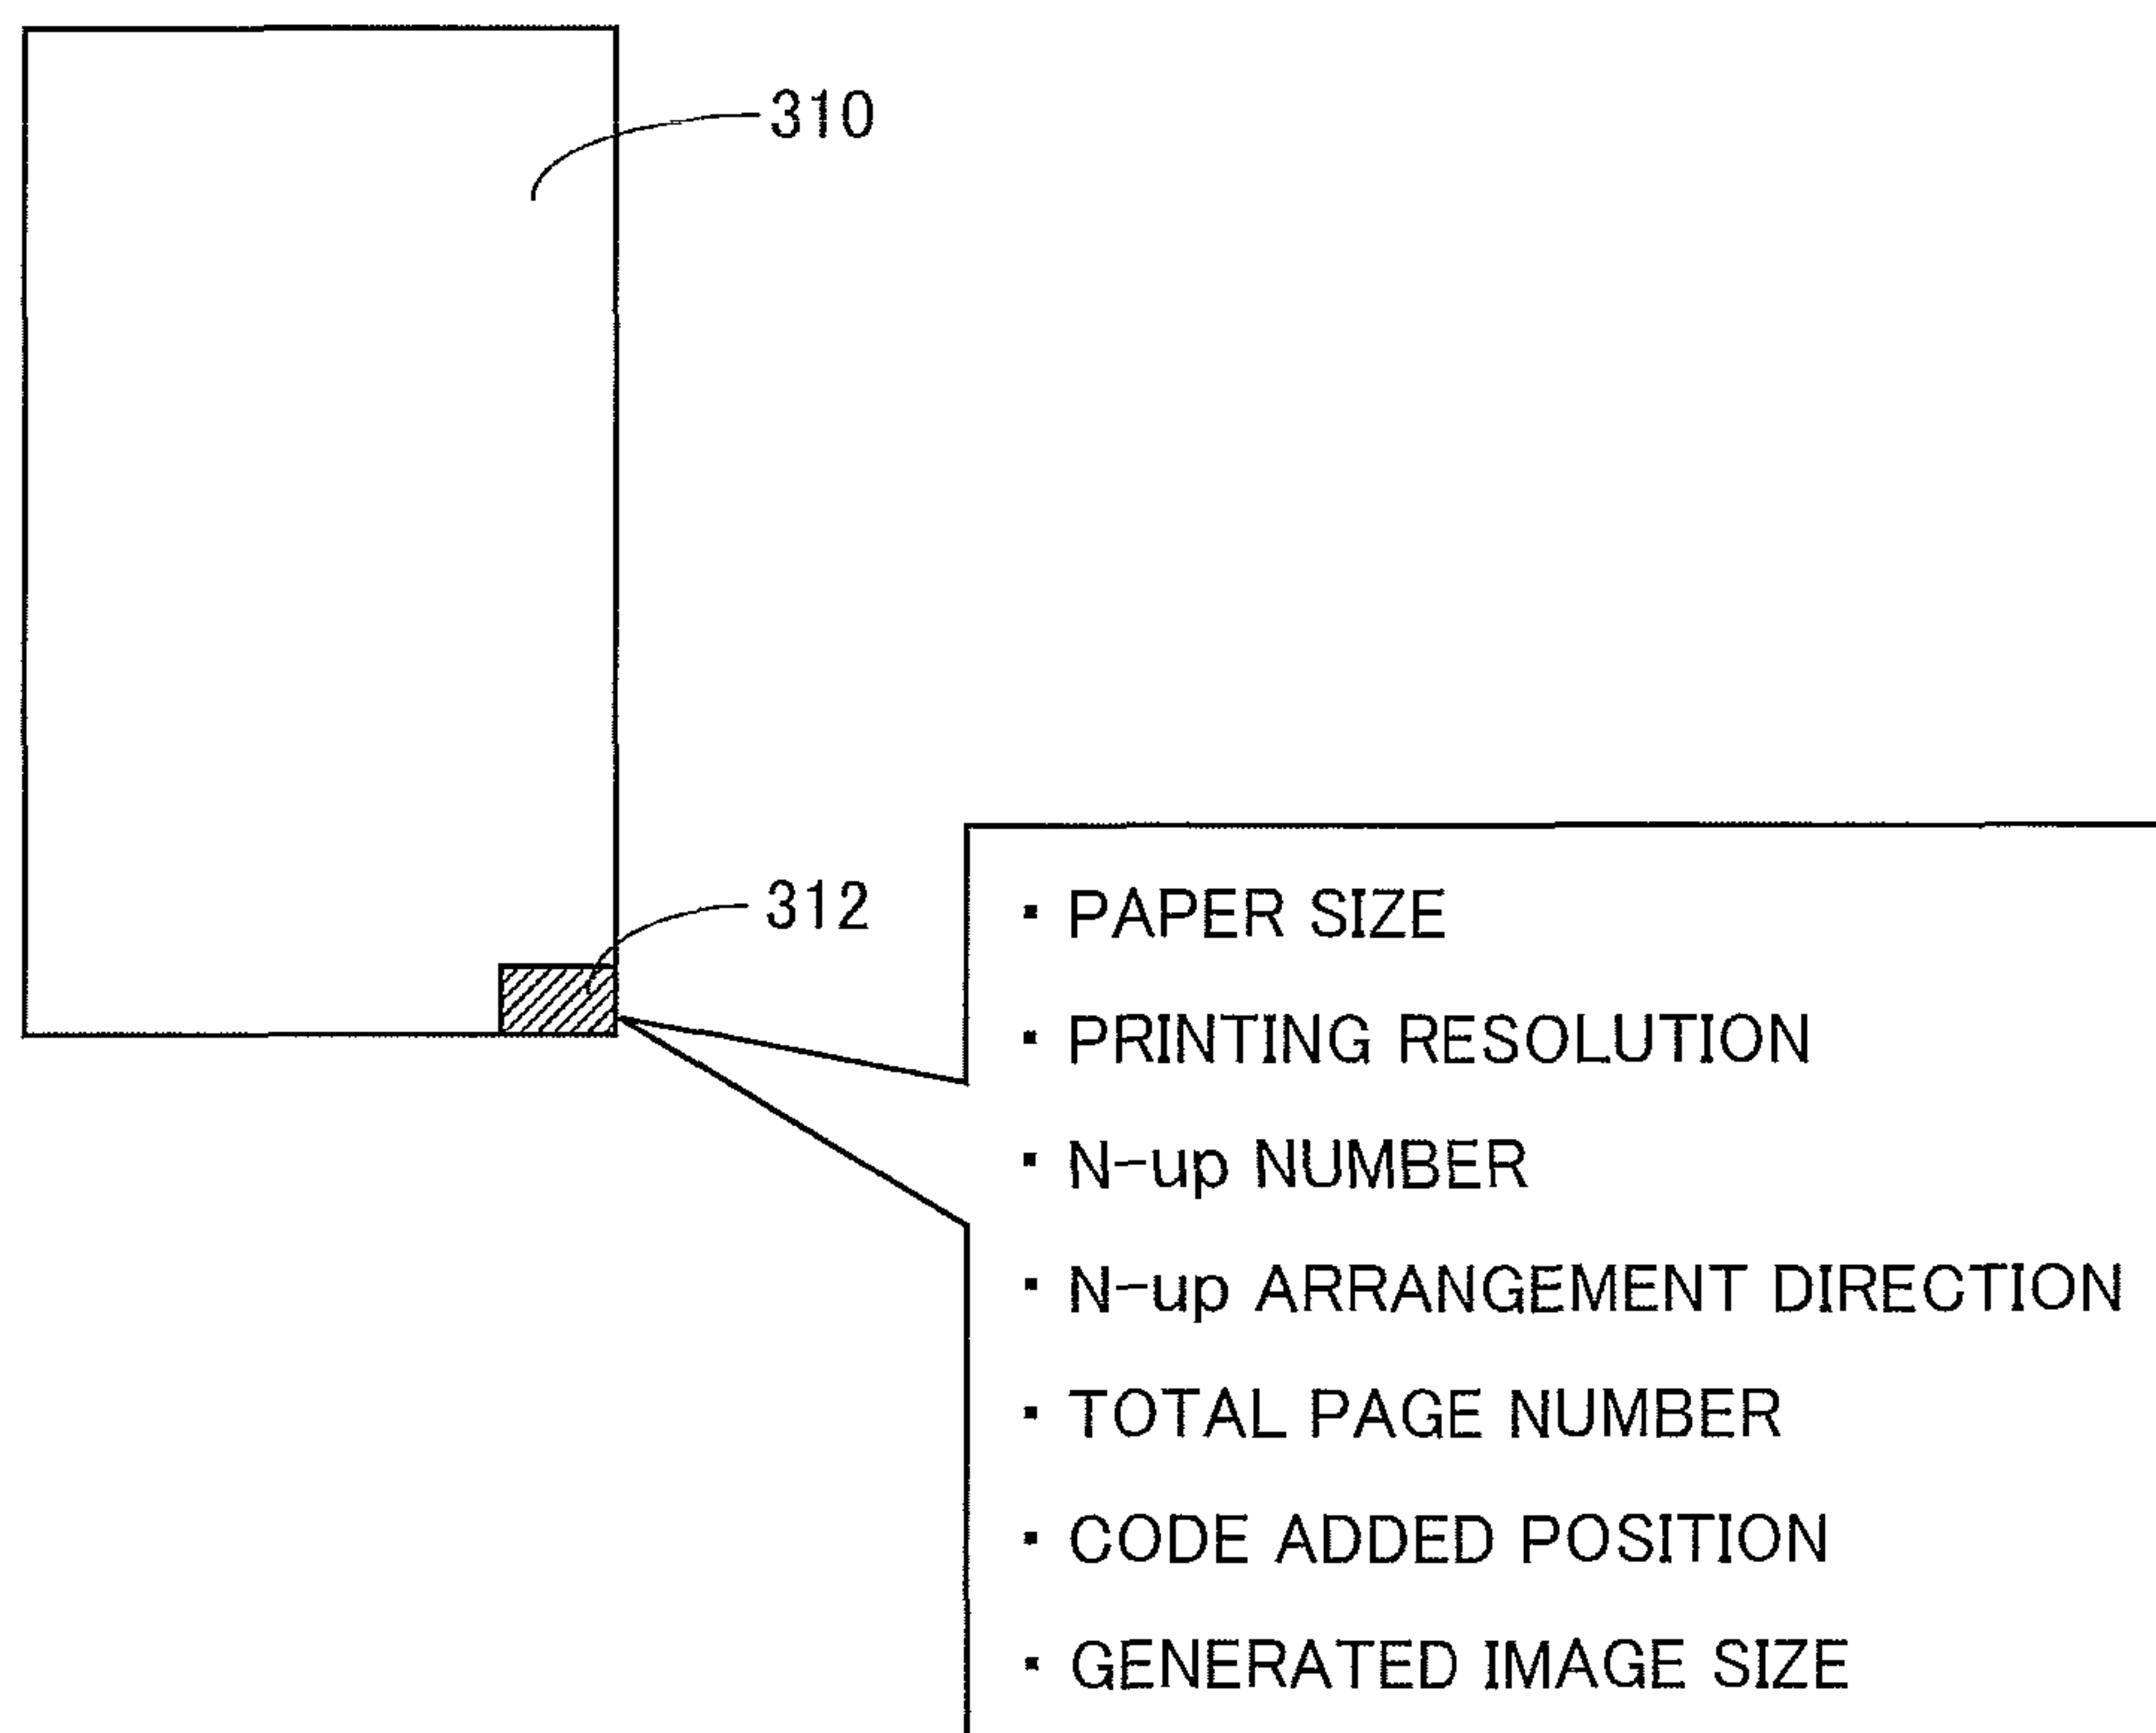 310
312
▪ PAPER SIZE
▪ PRINTING RESOLUTION
▪ N-up NUMBER
▪ N-up ARRANGEMENT DIRECTION
▪ TOTAL PAGE NUMBER
▪ CODE ADDED POSITION
▪ GENERATED IMAGE SIZE